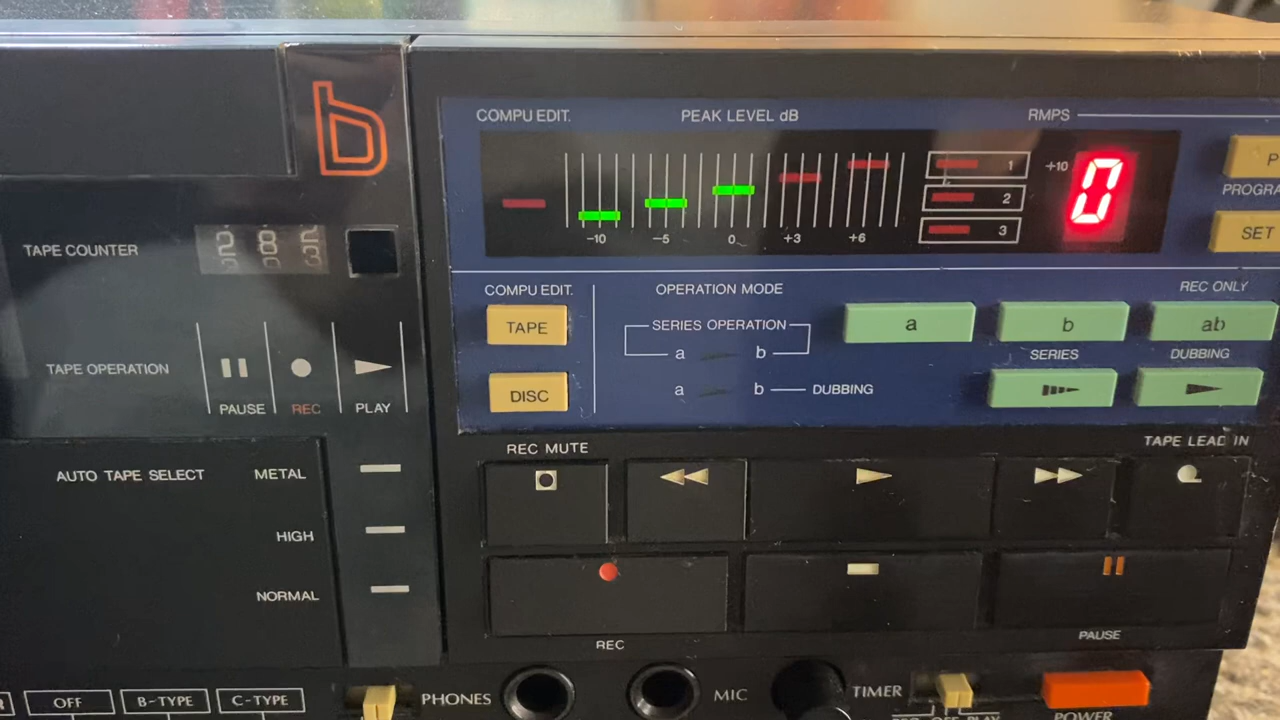 b
COMPU EDIT. PEAK LEVEL dB RMPS
1
+10
0
2
3
-10 -5 0 +3 +6
SET
TAPE COUNTER
COMPU EDIT. OPERATION MODE REC ONLY
TAPE
SERIES OPERATION
a b
a b ab
SERIES DUBBING
TAPE OPERATION
PAUSE REC PLAY
DISC
a b DUBBING
REC MUTE TAPE LEAD IN
AUTO TAPE SELECT METAL
HIGH
NORMAL
REC PAUSE
OFF B-TYPE C-TYPE
PHONES MIC TIMER
POWER